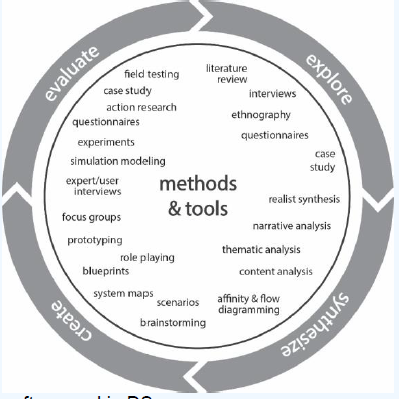 evaluate
explore
synthesize
create
methods
& tools
literature
review
interviews
ethnography
questionnaires
case
study
realist synthesis
narrative analysis
thematic analysis
content analysis
affinity & flow
diagramming
brainstorming
scenarios
system maps
blueprints
role playing
prototyping
focus groups
expert/user
interviews
simulation modeling
experiments
questionnaires
action research
case study
field testing